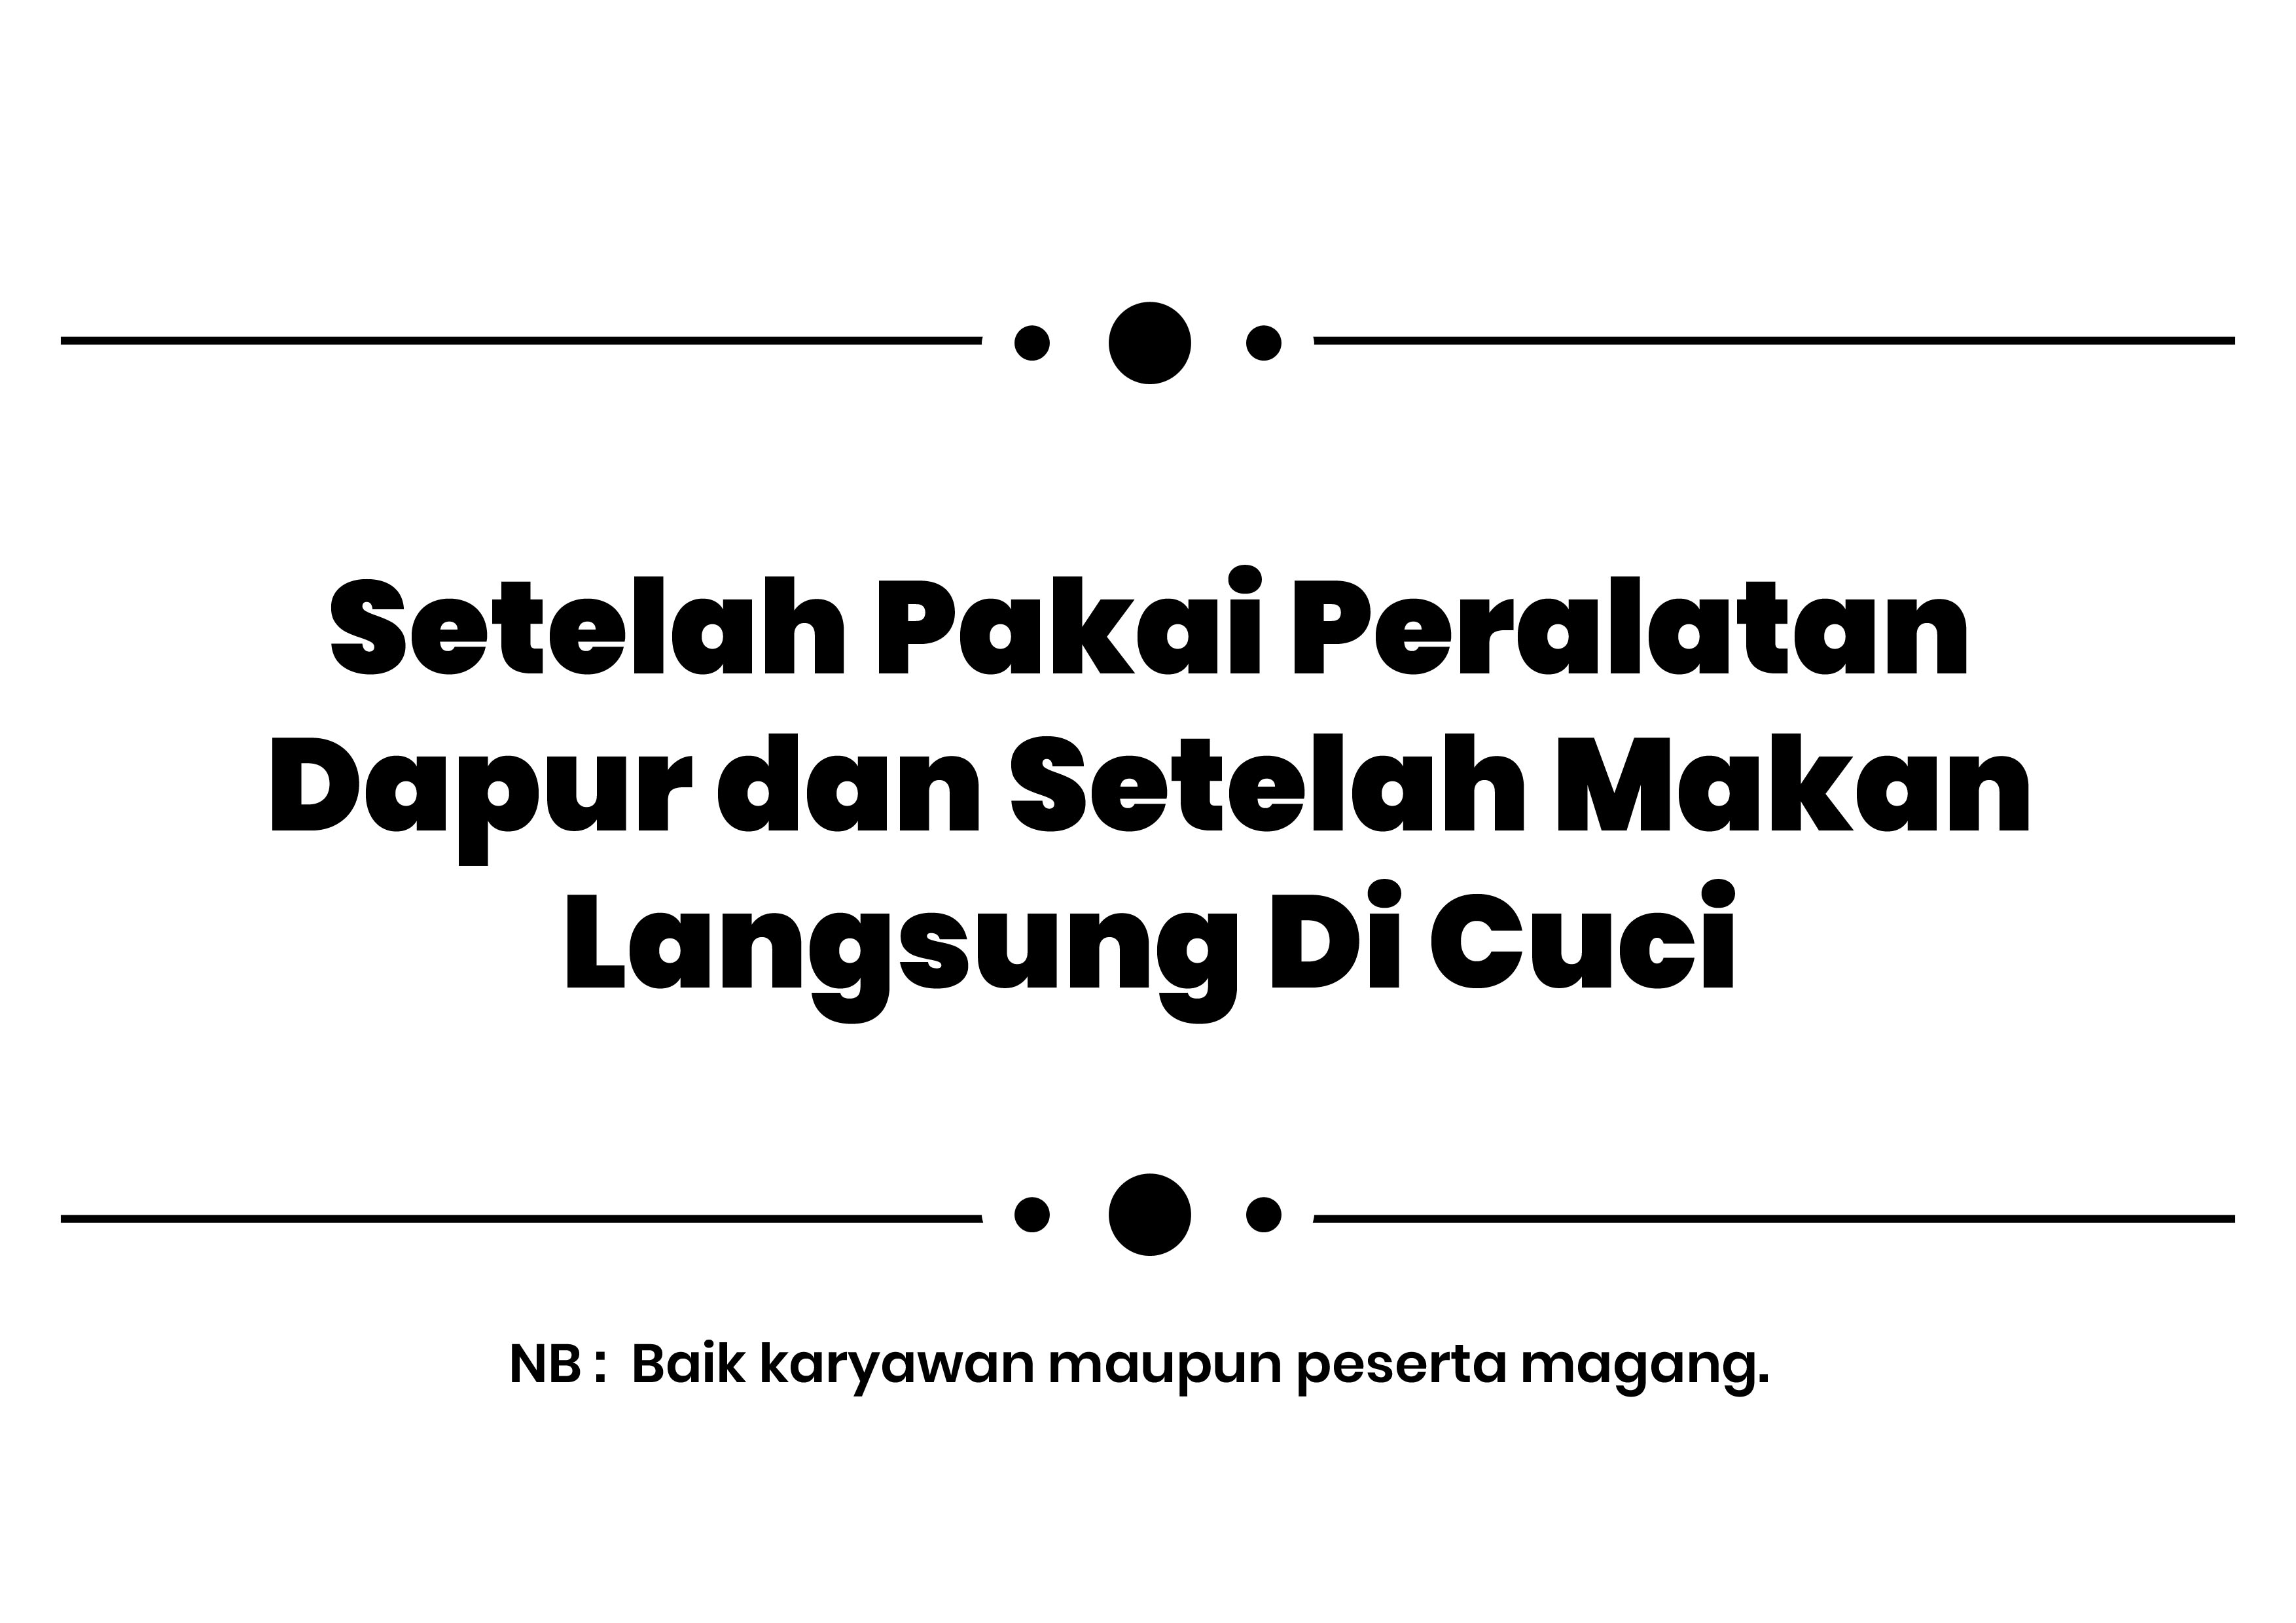 Setelah Pakai Peralatan
Dapur dan Setelah Makan
Langsung Di Cuci
NB : Baik karyawan maupun peserta magang.